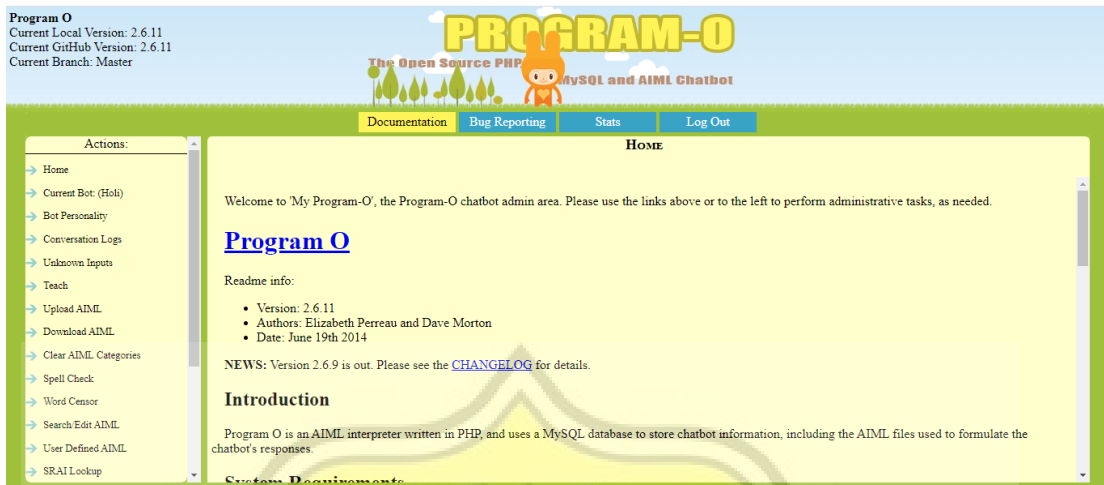 Program O
Current Local Version: 2.6.11
Current GitHub Version: 2.6.11
Current Branch: Master
PROGRAM-O
The Open Source PHP,
MySQL and AIML Chatbot
Documentation
Bug Reporting
Stats
Log Out
Actions:
Home
Current Bot: (Holi)
Bot Personality
Conversation Logs
Unknown Inputs
Teach
Upload AIML
Download AIML
Clear AIML Categories
Spell Check
Word Censor
Search/Edit AIML
User Defined AIML
SRAI Lookup
Home
Welcome to 'My Program-O', the Program-O chatbot admin area. Please use the links above or to the left to perform administrative tasks, as needed.
Program O
Readme info:
• Version: 2.6.11
• Authors: Elizabeth Perreau and Dave Morton
• Date: June 19th 2014
NEWS: Version 2.6.9 is out. Please see the CHANGELOG for details.
Introduction
Program O is an AIML interpreter written in PHP, and uses a MySQL database to store chatbot information, including the AIML files used to formulate the
chatbot's responses.
System Requirements